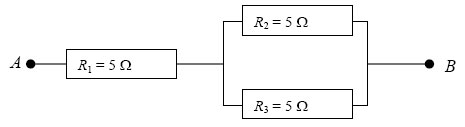 R₂ = 5 Ω
A
R₁ = 5 Ω
B
R₃ = 5 Ω